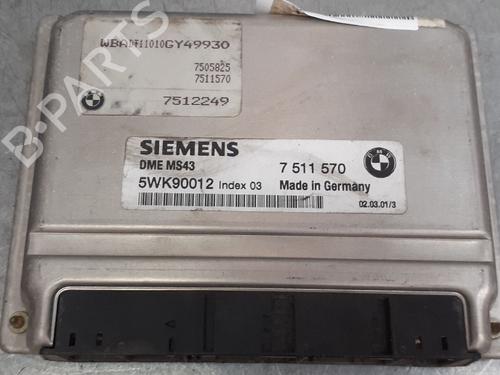 WBADT11010GY49930
7505825
7511570
7512249
SIEMENS
DME MS43
7 511 570
5WK90012 Index 03
Made in Germany
02.03.01/3
B-PARTS